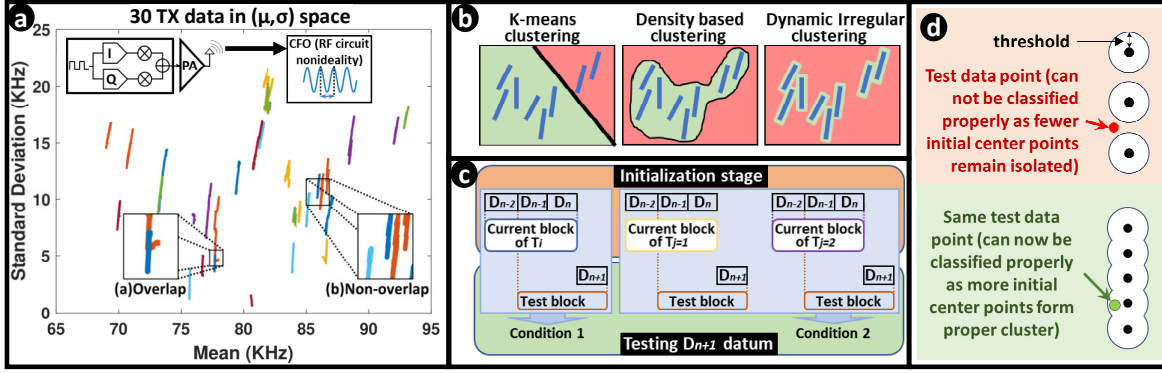 a
30 TX data in (μ,σ) space
25
20
15
10
5
0
65
70
75
80
85
90
95
Standard Deviation (KHz)
Mean (KHz)
I
Q
PA
CFO (RF circuit
nonideality)
(a)Overlap
(b)Non-overlap
b
K-means
clustering
Density based
clustering
Dynamic Irregular
clustering
c
Initialization stage
Dn-2 Dn-1 Dn
Current block
of Ti
Dn+1
Test block
Condition 1
Dn-2 Dn-1 Dn
Current block
of Tj=1
Dn+1
Test block
Dn-2 Dn-1 Dn
Current block
of Tj=2
Dn+1
Test block
Condition 2
Testing Dn+1 datum
d
threshold
Test data point (can
not be classified
properly as fewer
initial center points
remain isolated)
Same test data
point (can now be
classified properly
as more initial
center points form
proper cluster)